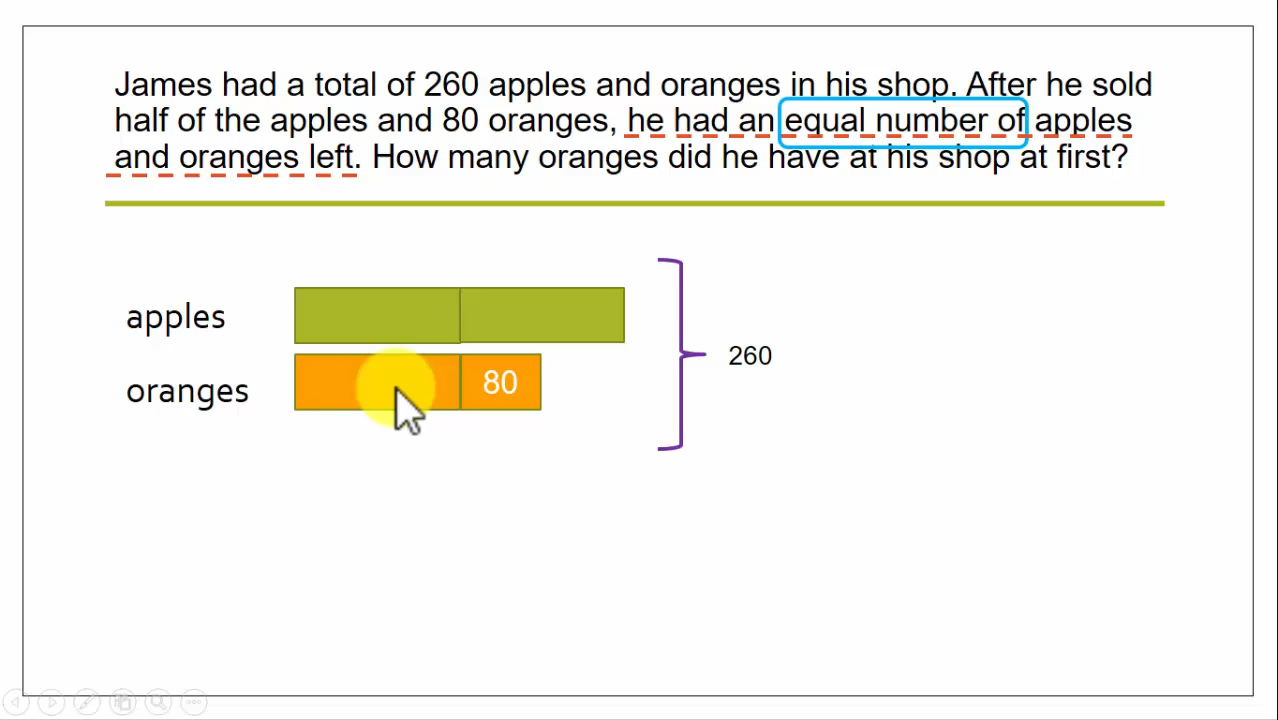 James had a total of 260 apples and oranges in his shop. After he sold
half of the apples and 80 oranges, he had an equal number of apples
and oranges left. How many oranges did he have at his shop at first?
apples
oranges
80
260